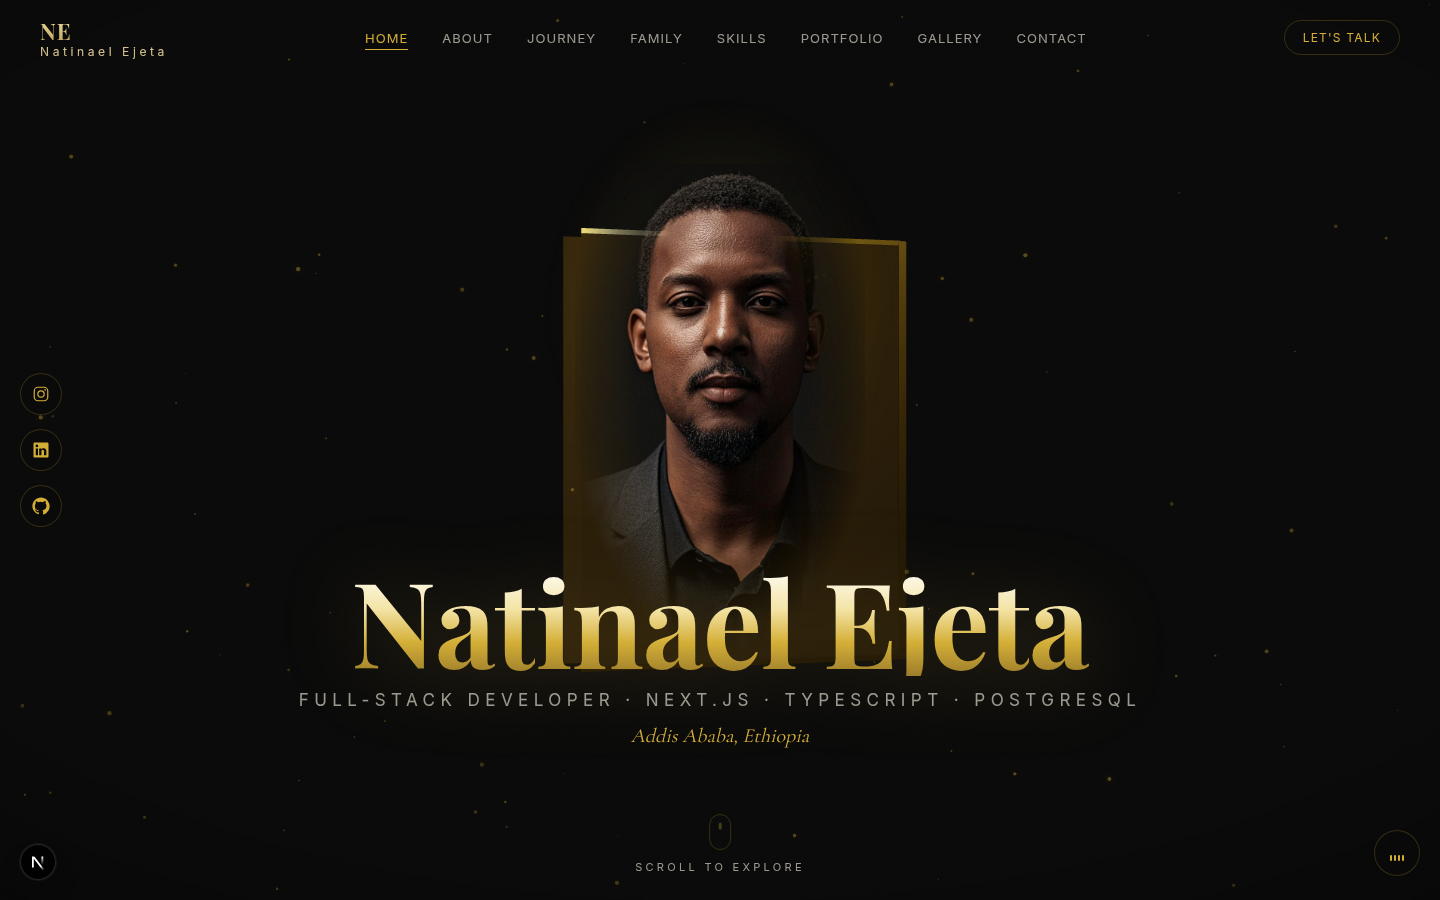 NE
Natinael Ejeta
HOME ABOUT JOURNEY FAMILY SKILLS PORTFOLIO GALLERY CONTACT
LET'S TALK
Natinael Ejeta
FULL-STACK DEVELOPER · NEXT.JS · TYPESCRIPT · POSTGRESQL
Addis Ababa, Ethiopia
SCROLL TO EXPLORE
N